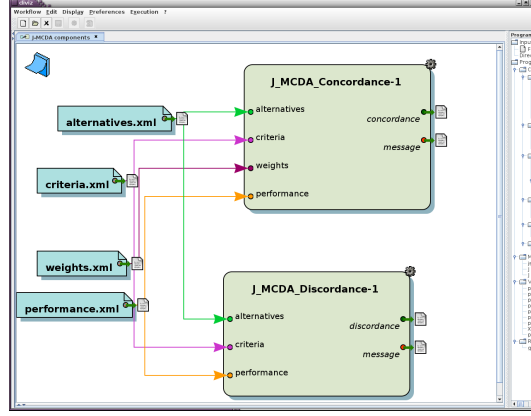 diviz
Workflow Edit Display Preferences Execution ?
J-MCDA components
J_MCDA_Concordance-1
alternatives
concordance
criteria
message
weights
performance
alternatives.xml
criteria.xml
weights.xml
performance.xml
J_MCDA_Discordance-1
alternatives
discordance
criteria
message
performance